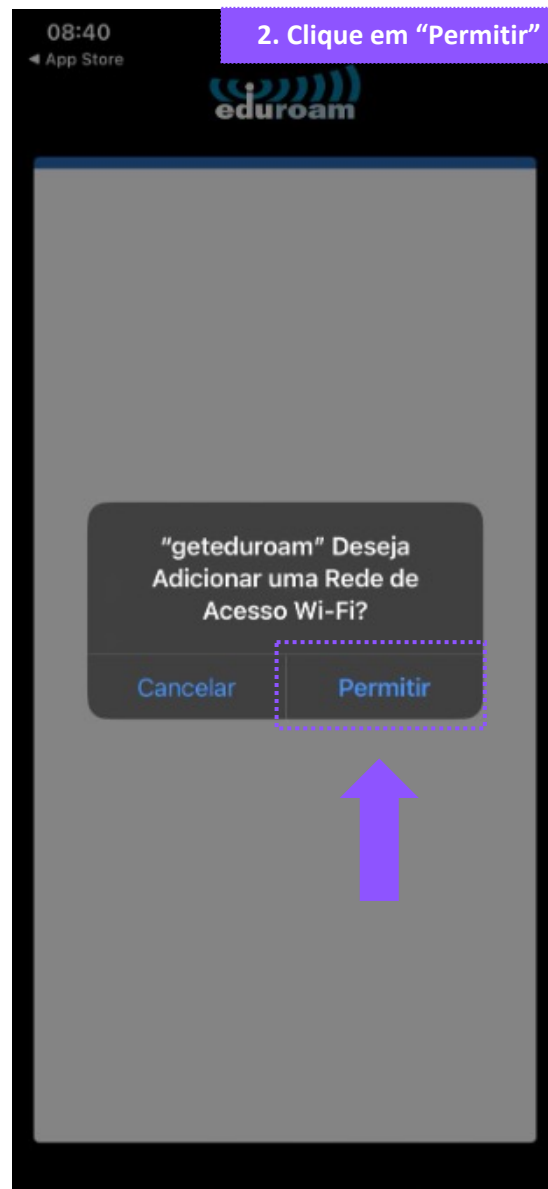 08:40
2. Clique em “Permitir”
◀ App Store
eduroam
"geteduroam" Deseja
Adicionar uma Rede de
Acesso Wi-Fi?
Cancelar
Permitir